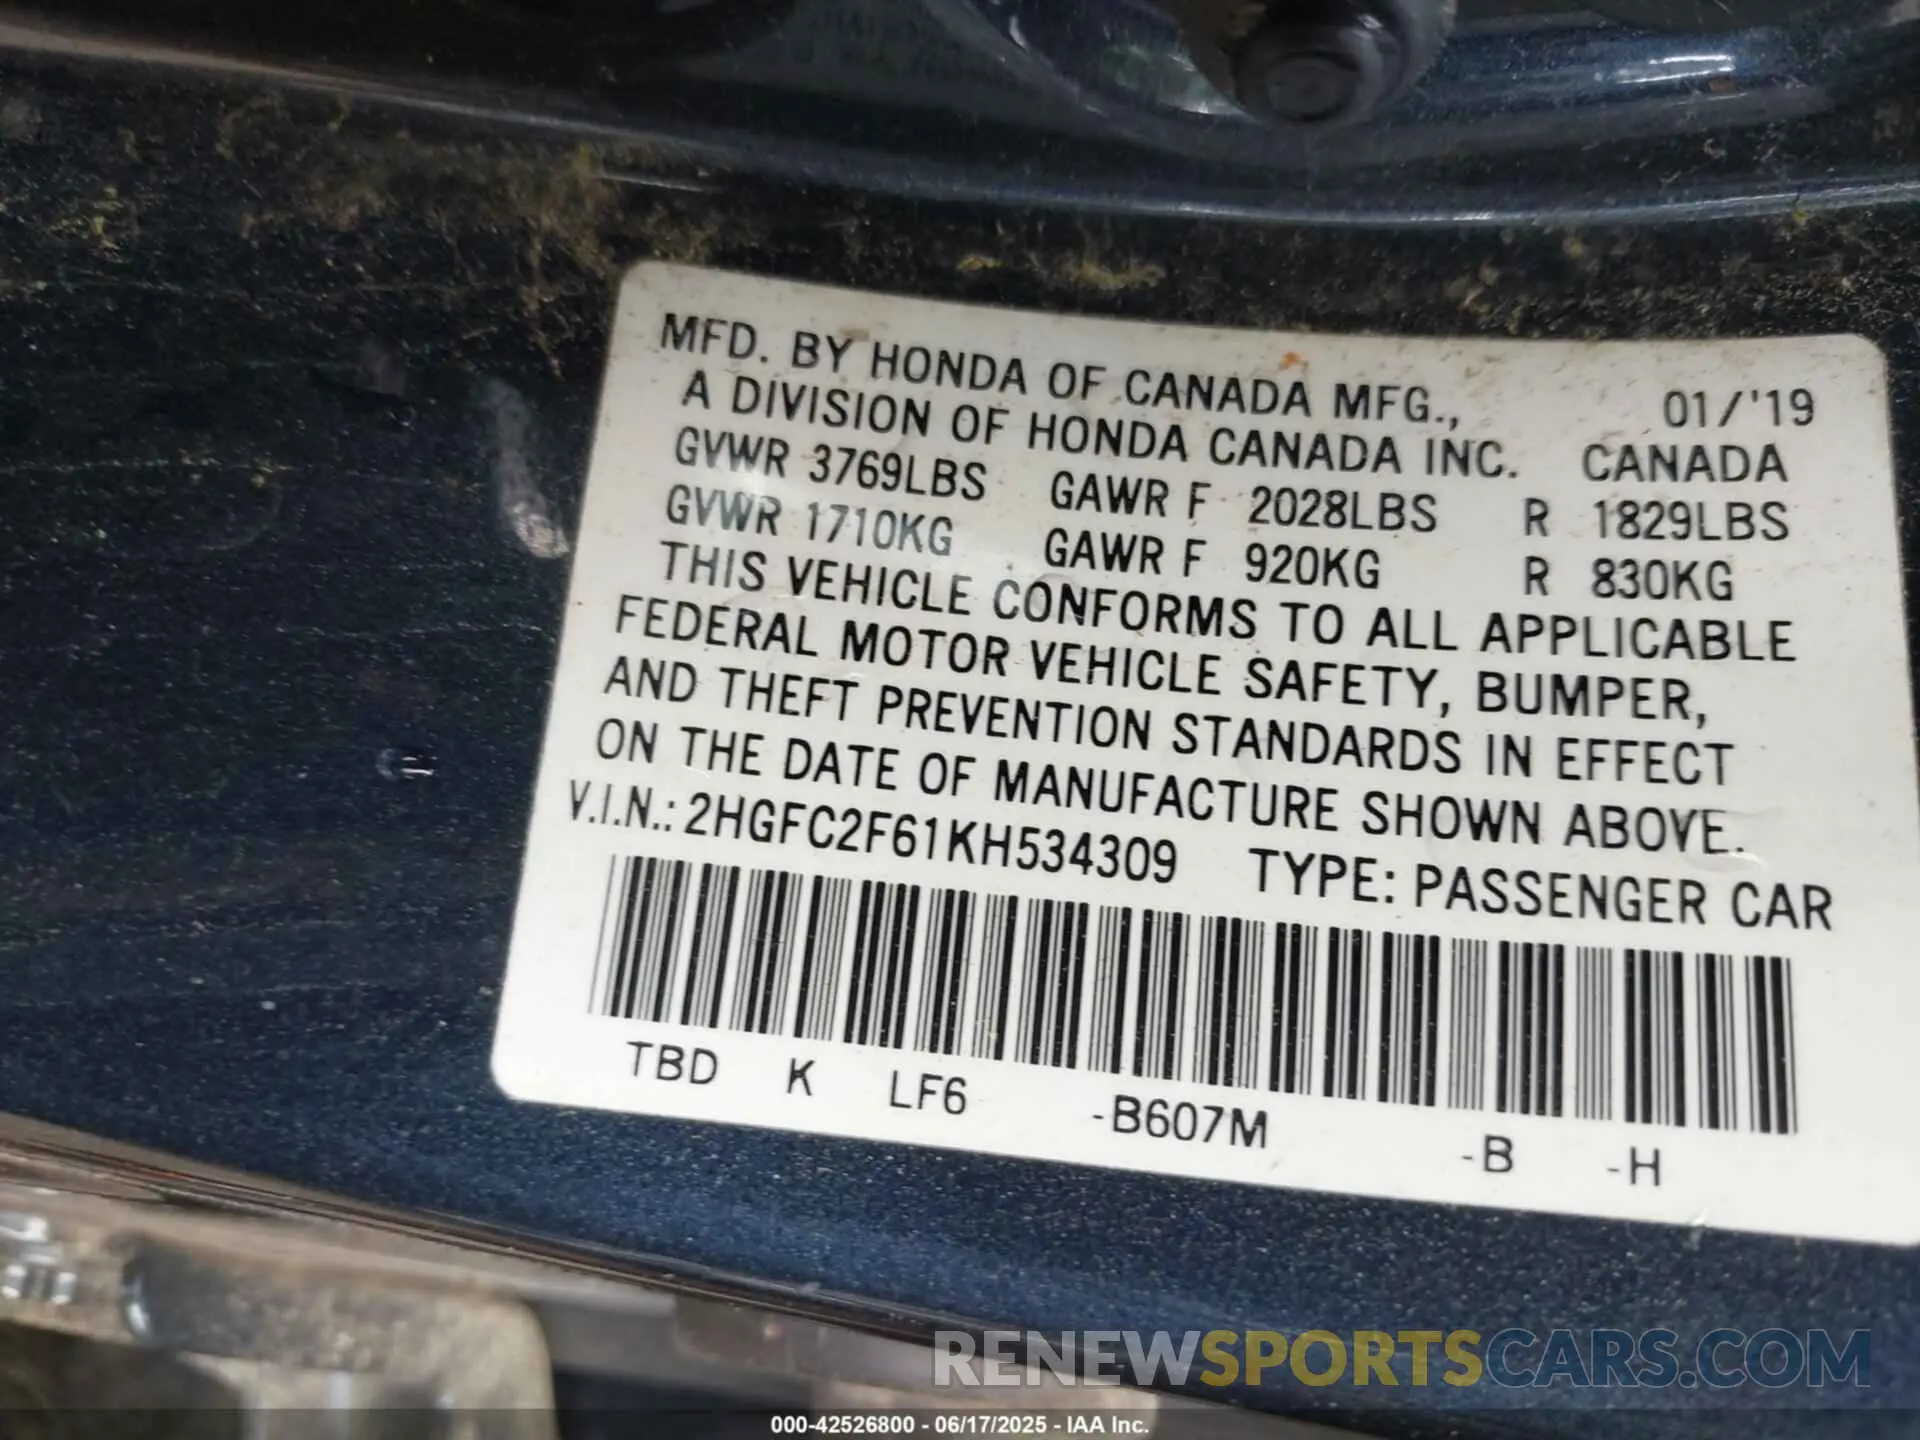 MFD. BY HONDA OF CANADA MFG., 01/'19
A DIVISION OF HONDA CANADA INC. CANADA
GVWR 3769LBS GAWR F 2028LBS R 1829LBS
GVWR 1710KG GAWR F 920KG R 830KG
THIS VEHICLE CONFORMS TO ALL APPLICABLE
FEDERAL MOTOR VEHICLE SAFETY, BUMPER,
AND THEFT PREVENTION STANDARDS IN EFFECT
ON THE DATE OF MANUFACTURE SHOWN ABOVE.
V.I.N.: 2HGFC2F61KH534309 TYPE: PASSENGER CAR
TBD K LF6 -B607M -B -H
RENEWSPORTSCARS.COM
000-42526800 - 06/17/2025 - IAA Inc.